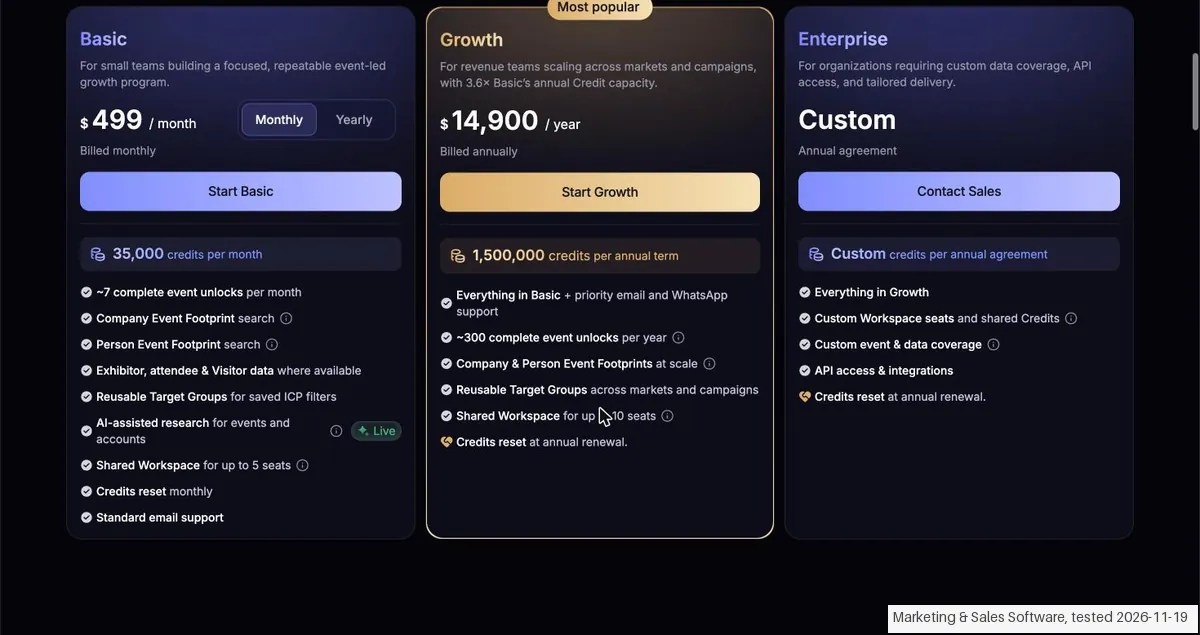 Most popular
Basic
For small teams building a focused, repeatable event-led
growth program.
$ 499 / month
Monthly
Yearly
Billed monthly
Start Basic
35,000 credits per month
~7 complete event unlocks per month
Company Event Footprint search
Person Event Footprint search
Exhibitor, attendee & Visitor data where available
Reusable Target Groups for saved ICP filters
AI-assisted research for events and
accounts
Live
Shared Workspace for up to 5 seats
Credits reset monthly
Standard email support
Growth
For revenue teams scaling across markets and campaigns,
with 3.6× Basic's annual Credit capacity.
$ 14,900 / year
Billed annually
Start Growth
1,500,000 credits per annual term
Everything in Basic + priority email and WhatsApp
support
~300 complete event unlocks per year
Company & Person Event Footprints at scale
Reusable Target Groups across markets and campaigns
Shared Workspace for up 10 seats
Credits reset at annual renewal.
Enterprise
For organizations requiring custom data coverage, API
access, and tailored delivery.
Custom
Annual agreement
Contact Sales
Custom credits per annual agreement
Everything in Growth
Custom Workspace seats and shared Credits
Custom event & data coverage
API access & integrations
Credits reset at annual renewal.
Marketing & Sales Software, tested 2026-11-19